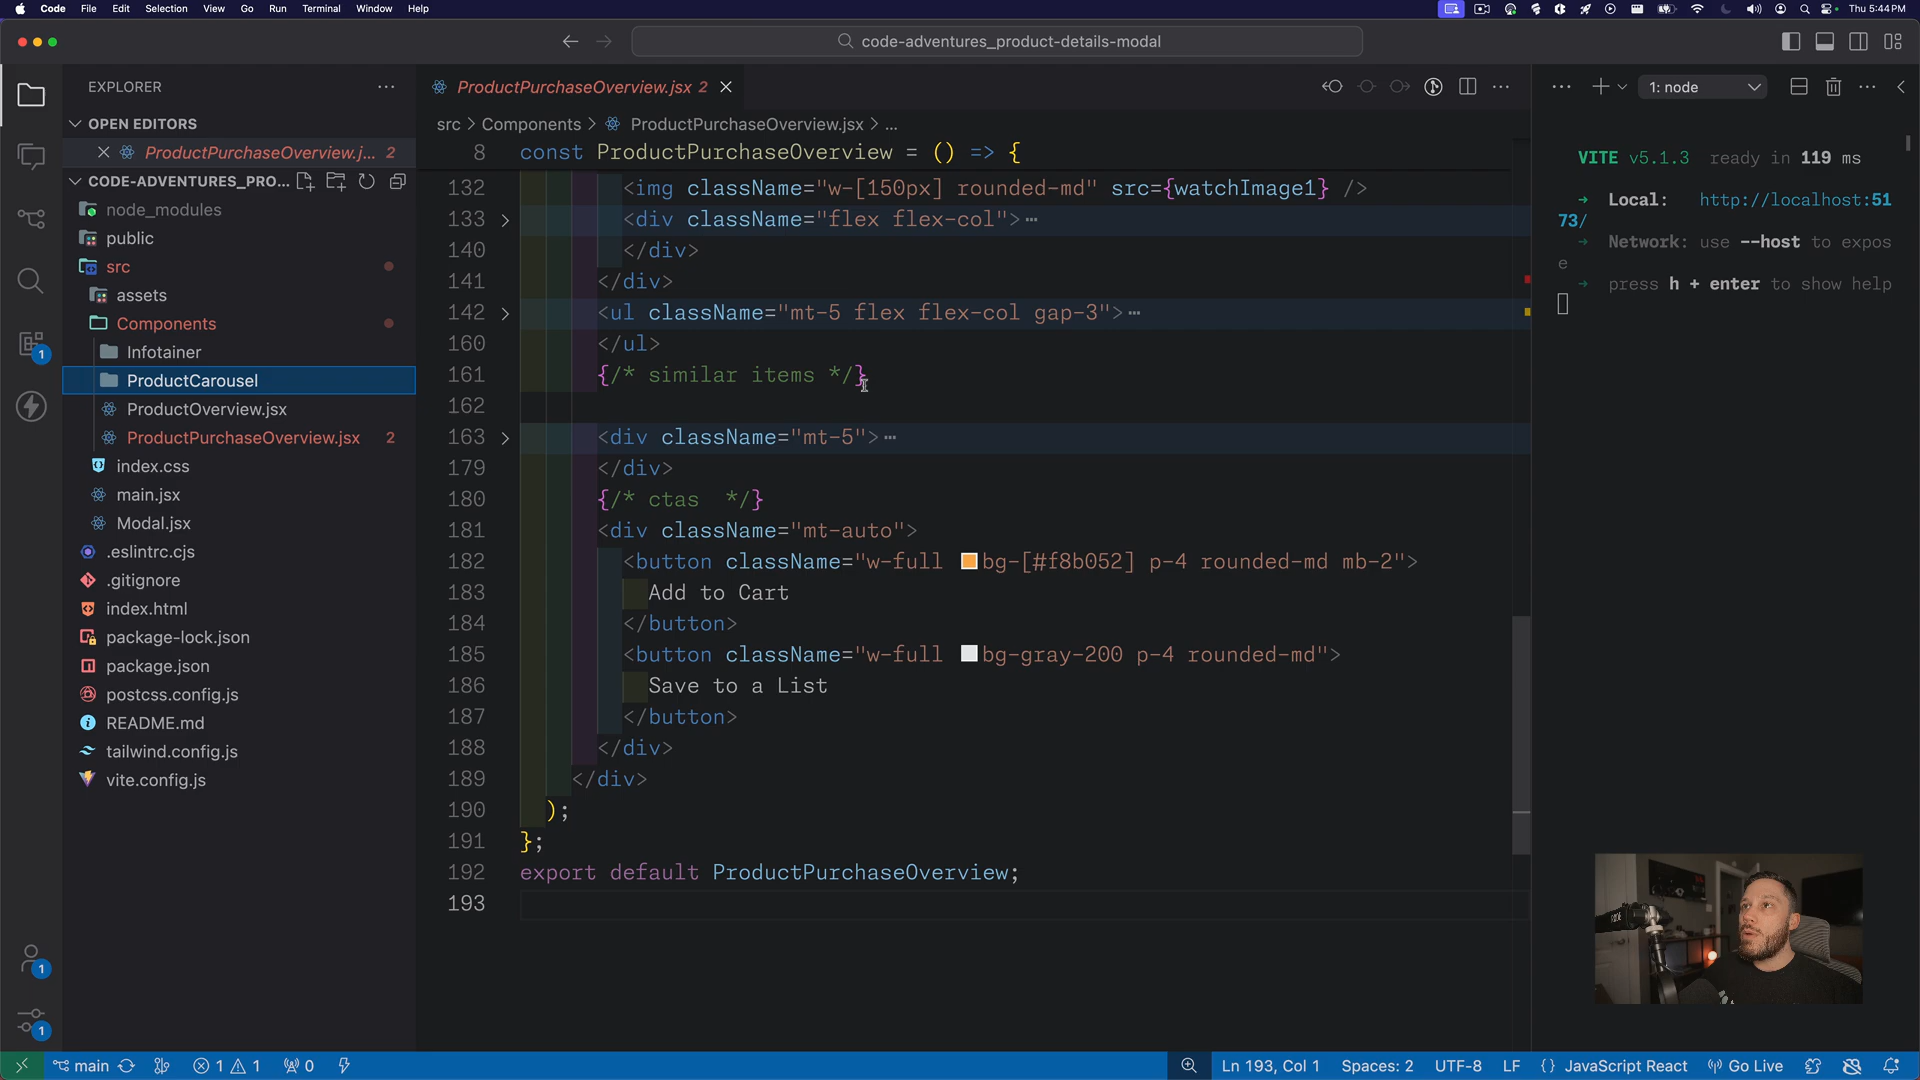 Code File Edit Selection View Go Run Terminal Window Help Thu 5:44 PM
code-adventures_product-details-modal
EXPLORER
OPEN EDITORS
ProductPurchaseOverview.j... 2
CODE-ADVENTURES_PRO...
node_modules
public
src
assets
Components
Infotainer
ProductCarousel
ProductOverview.jsx
ProductPurchaseOverview.jsx 2
index.css
main.jsx
Modal.jsx
.eslintrc.cjs
.gitignore
index.html
package-lock.json
package.json
postcss.config.js
README.md
tailwind.config.js
vite.config.js
1
1
1
ProductPurchaseOverview.jsx 2
src > Components > ProductPurchaseOverview.jsx > ...
8 const ProductPurchaseOverview = () => {
132 <img className="w-[150px] rounded-md" src={watchImage1} />
133 <div className="flex flex-col">
140 </div>
141 </div>
142 <ul className="mt-5 flex flex-col gap-3">
160 </ul>
161 {/* similar items */}
162
163 <div className="mt-5">
179 </div>
180 {/* ctas  */}
181 <div className="mt-auto">
182 <button className="w-full bg-[#f8b052] p-4 rounded-md mb-2">
183 Add to Cart
184 </button>
185 <button className="w-full bg-gray-200 p-4 rounded-md">
186 Save to a List
187 </button>
188 </div>
189 </div>
190 );
191 };
192 export default ProductPurchaseOverview;
193
1: node
VITE v5.1.3 ready in 119 ms
➜ Local: http://localhost:51
73/
➜ Network: use --host to expos
e
➜ press h + enter to show help
main 1 1 0 Ln 193, Col 1 Spaces: 2 UTF-8 LF {} JavaScript React Go Live